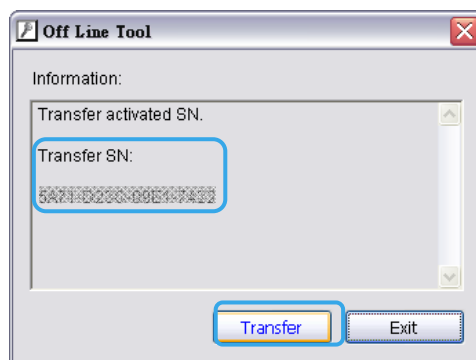 Off Line Tool
Information:
Transfer activated SN.
Transfer SN:
Transfer
Exit